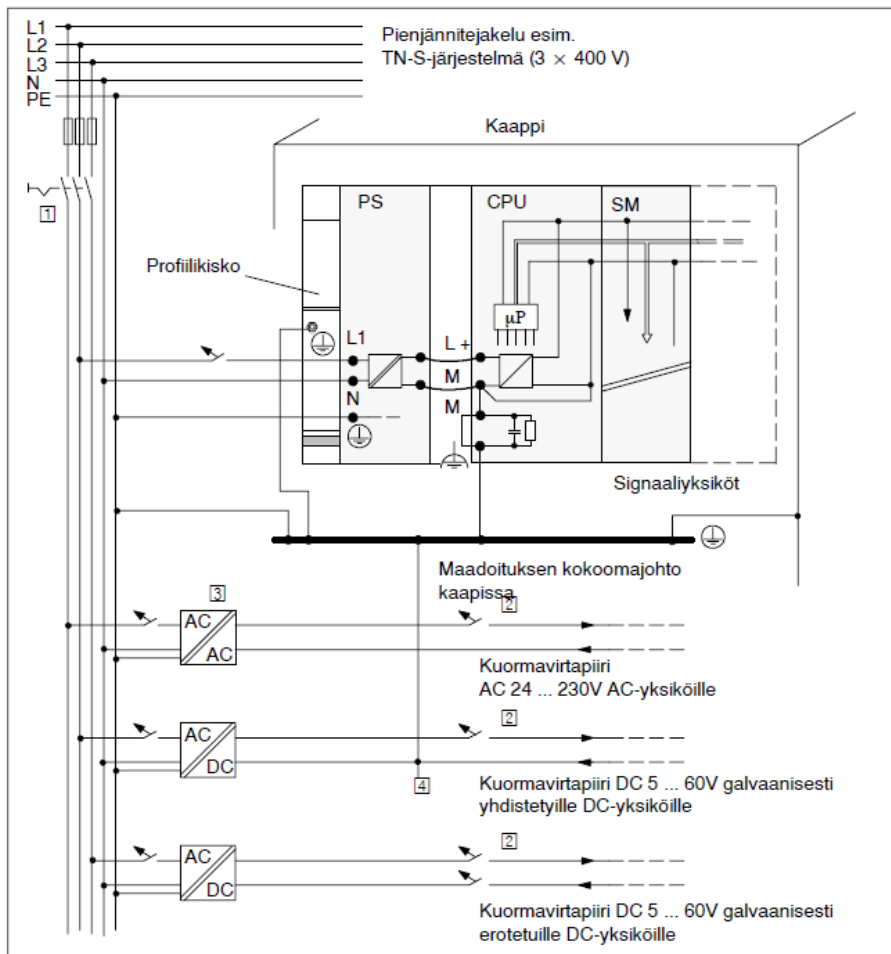 L1
L2
L3
N
PE
Pienjännitejakelu esim.
TN-S-järjestelmä (3 × 400 V)
Kaappi
1
PS
CPU
SM
Profiilikisko
µP
L1
L +
M
N
M
Signaaliyksiköt
Maadoituksen kokoomajohto
kaapissa
3
2
AC
AC
Kuormavirtapiiri
AC 24 ... 230V AC-yksiköille
2
AC
DC
4
Kuormavirtapiiri DC 5 ... 60V galvaanisesti
yhdistetyille DC-yksiköille
2
AC
DC
Kuormavirtapiiri DC 5 ... 60V galvaanisesti
erotetuille DC-yksiköille